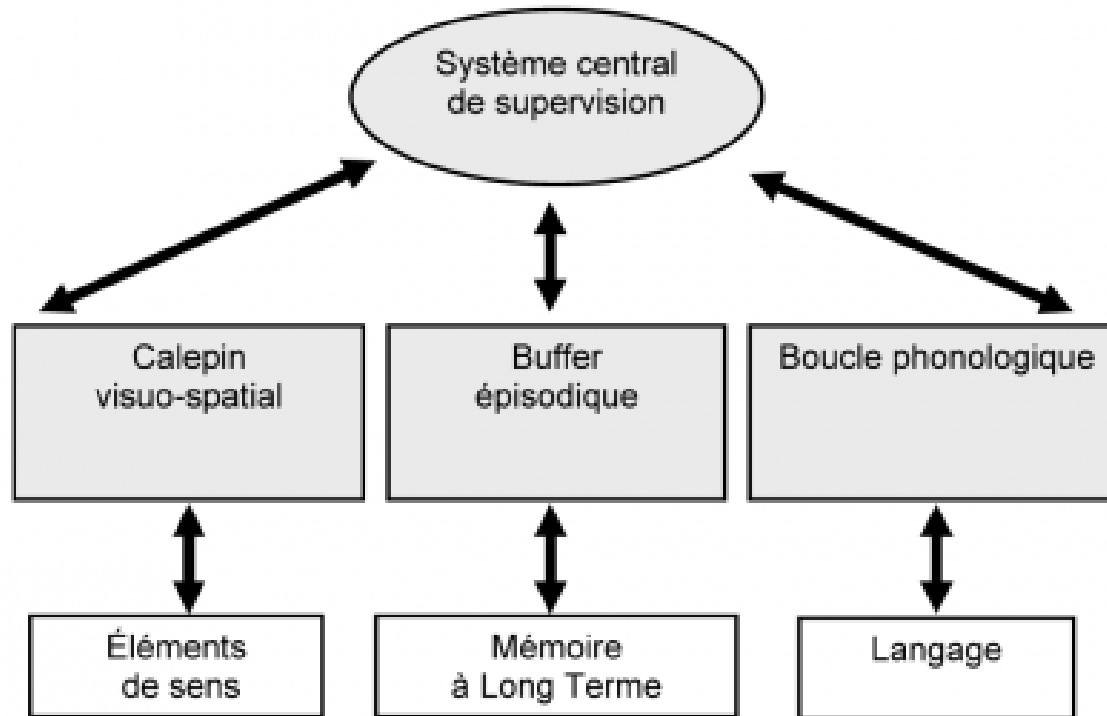 Système central
de supervision
Calepin
visuo-spatial
Buffer
épisodique
Boucle phonologique
Éléments
de sens
Mémoire
à Long Terme
Langage